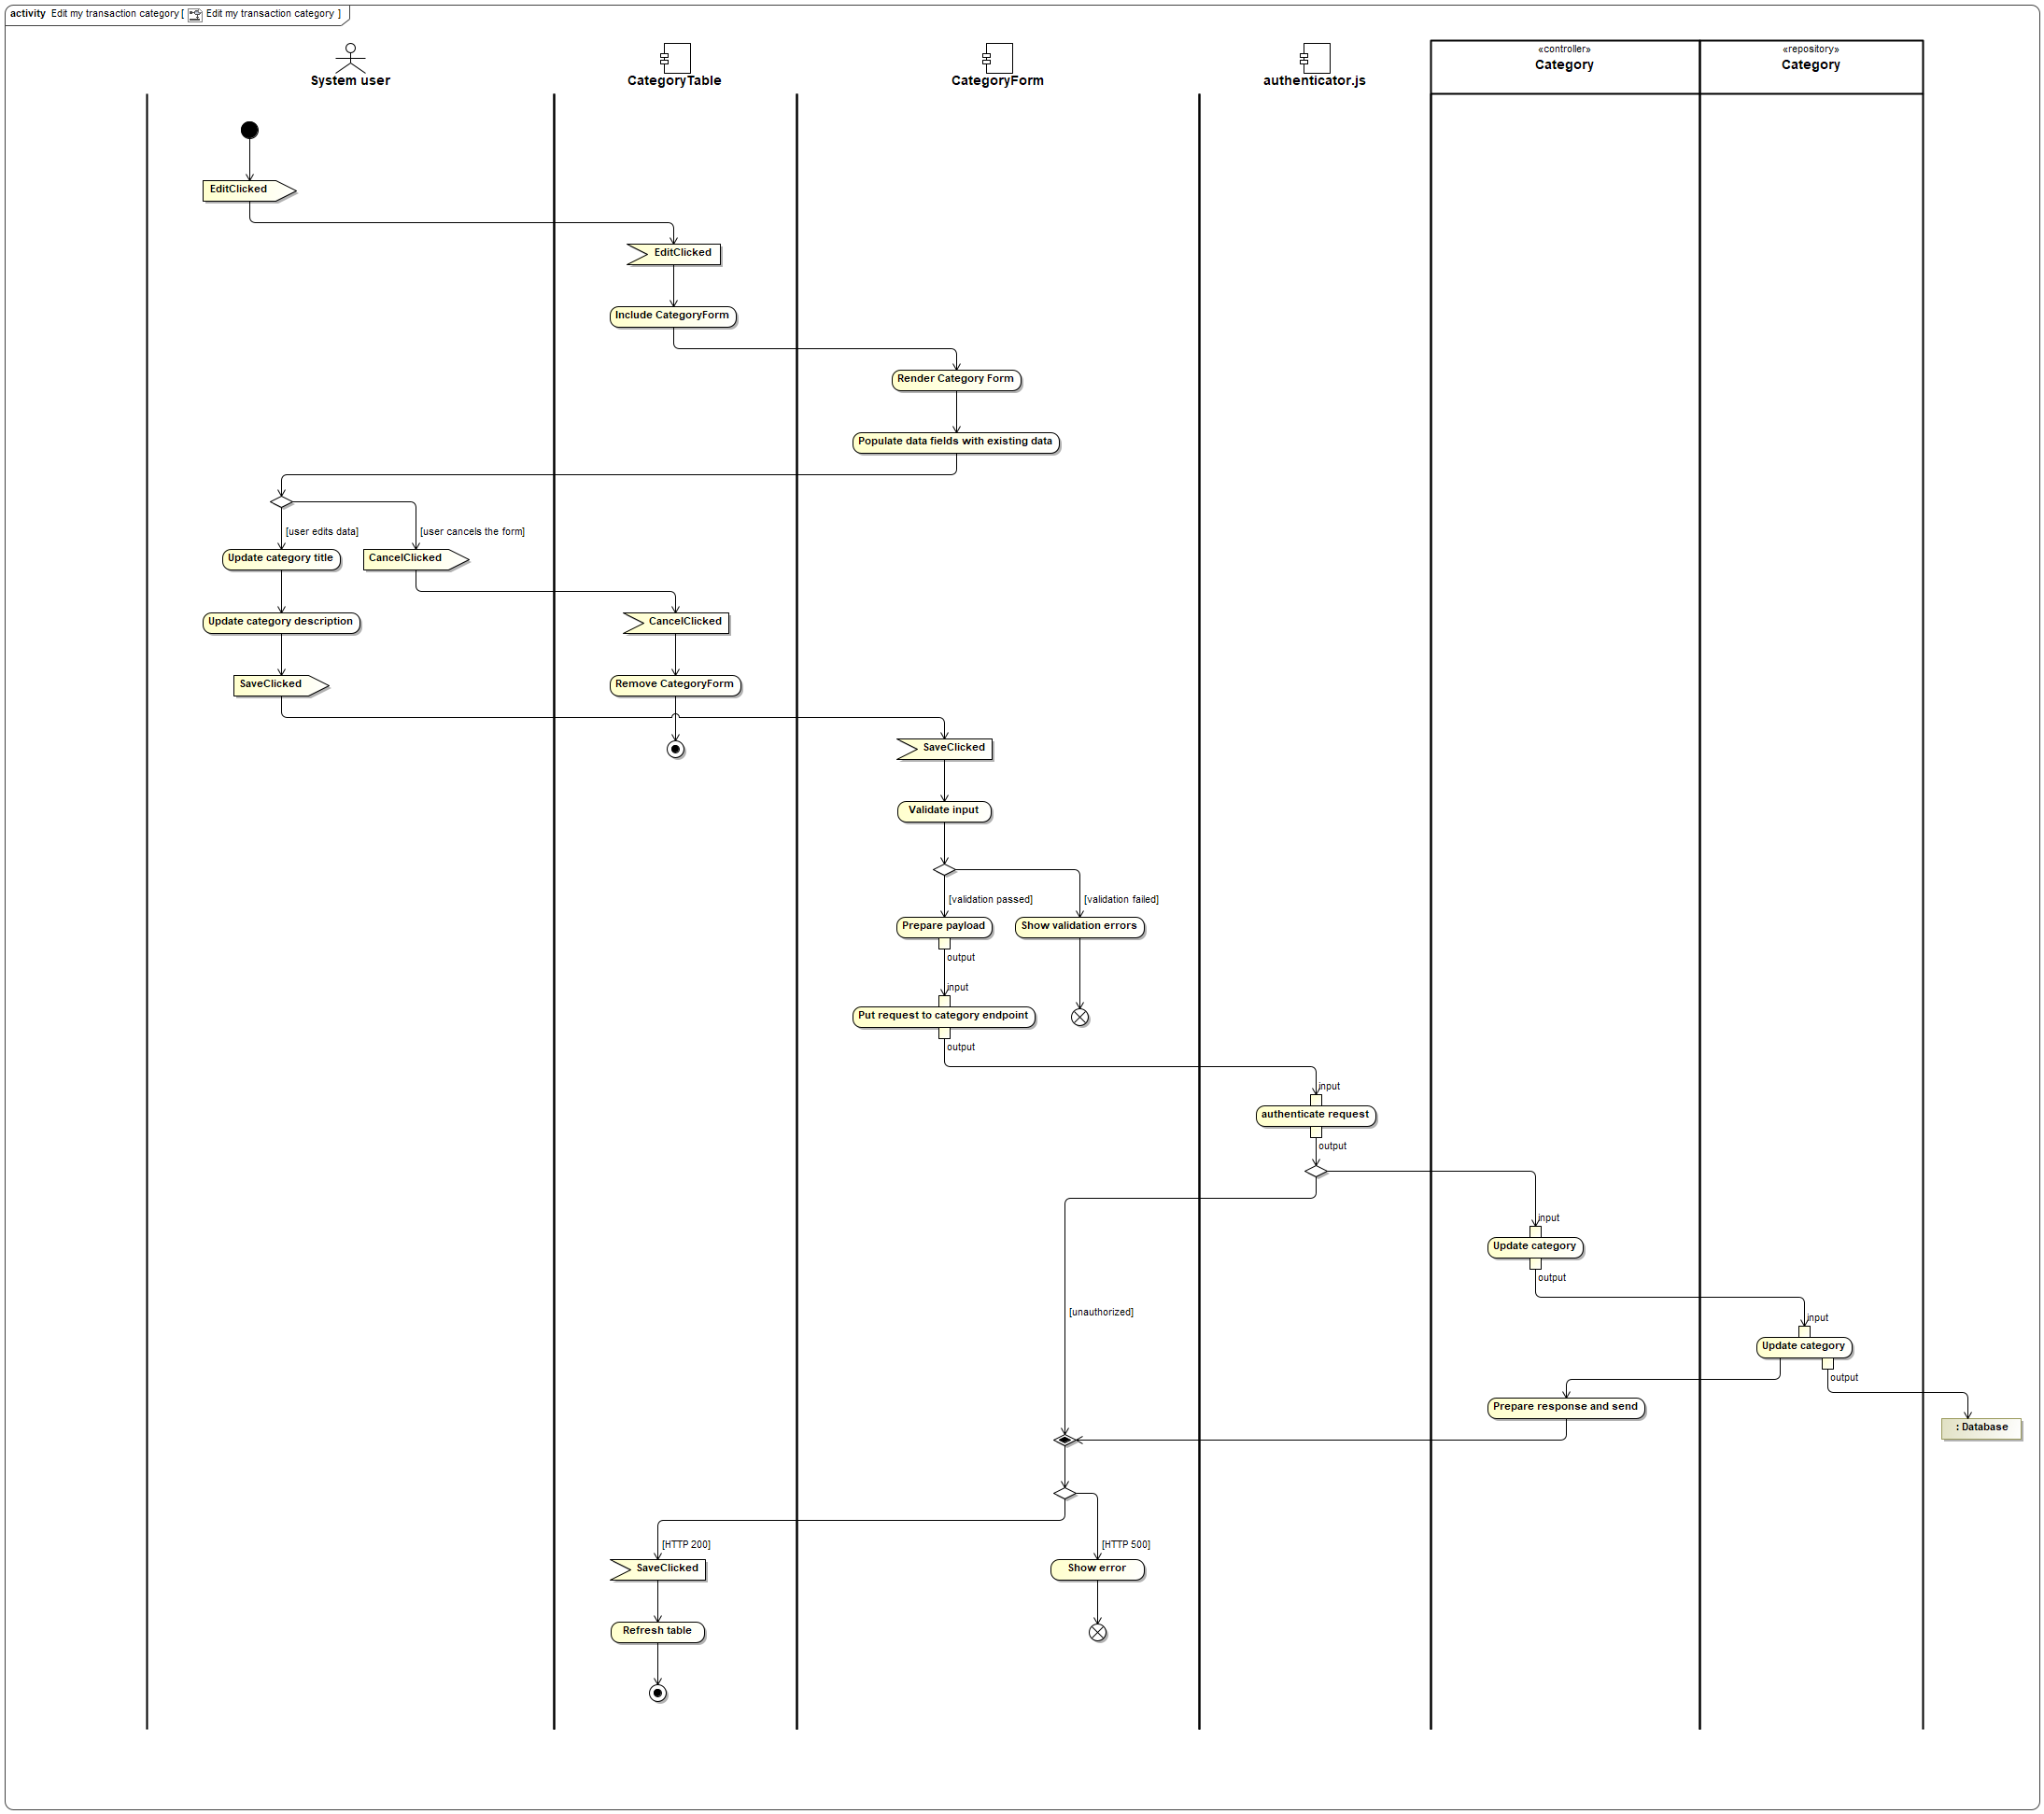 activity Edit my transaction category [ Edit my transaction category ]
System user
CategoryTable
CategoryForm
authenticator.js
«controller»
Category
«repository»
Category
EditClicked
EditClicked
Include CategoryForm
Render Category Form
Populate data fields with existing data
[user edits data]
[user cancels the form]
Update category title
CancelClicked
Update category description
CancelClicked
SaveClicked
Remove CategoryForm
SaveClicked
Validate input
[validation passed]
[validation failed]
Prepare payload
Show validation errors
output
input
Put request to category endpoint
output
input
authenticate request
output
input
Update category
output
[unauthorized]
input
Update category
output
Prepare response and send
: Database
[HTTP 200]
[HTTP 500]
SaveClicked
Show error
Refresh table